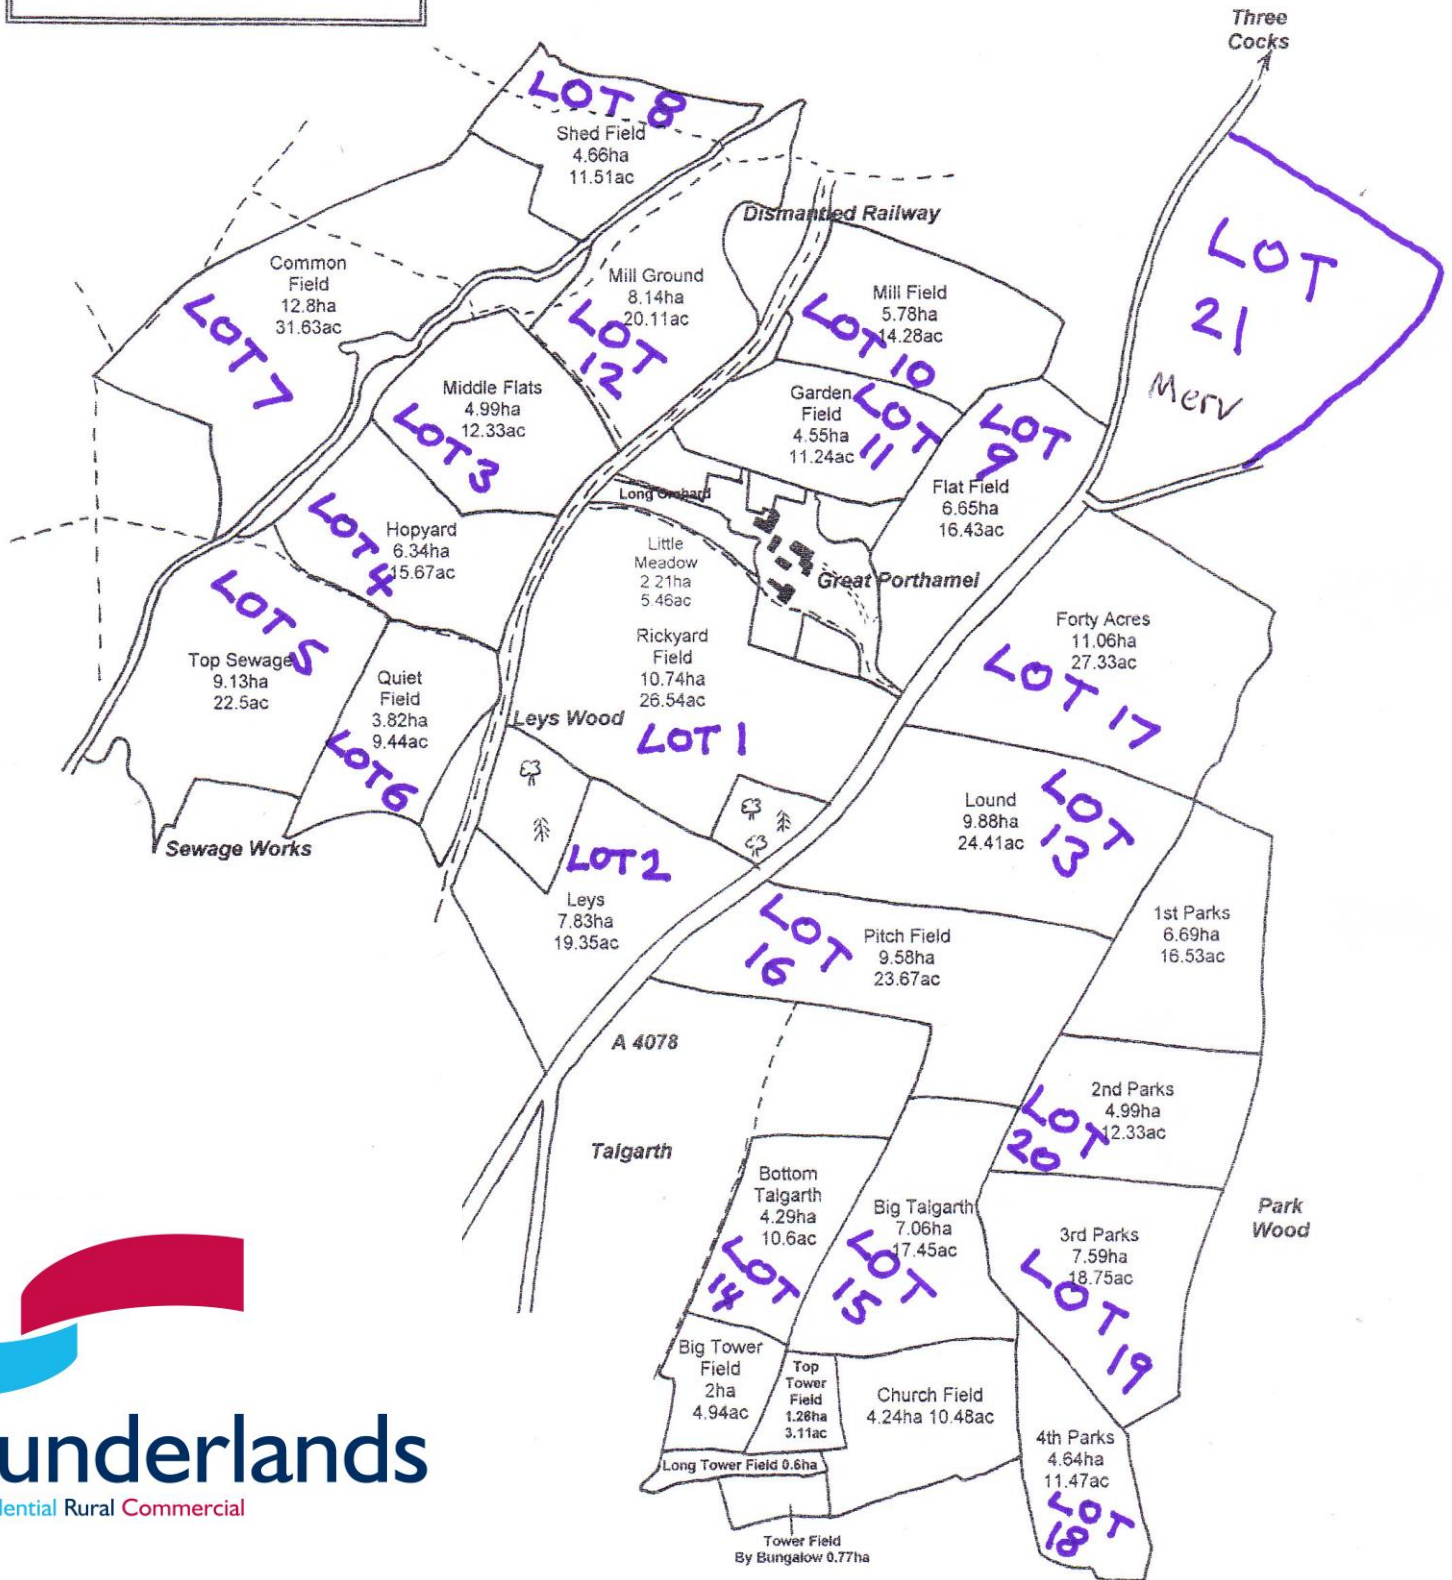 Three
Cocks
LOT 8
Shed Field
4.66ha
11.51ac
Dismantled Railway
LOT
21
Merv
Common
Field
12.8ha
31.63ac
LOT 7
Mill Ground
8.14ha
20.11ac
LOT
12
Mill Field
5.78ha
14.28ac
LOT 10
Middle Flats
4.99ha
12.33ac
LOT 3
Garden
Field
4.55ha
11.24ac
LOT
11
LOT
9
Flat Field
6.65ha
16.43ac
Long Orchard
LOT 4
Hopyard
6.34ha
15.67ac
Little
Meadow
2.21ha
5.46ac
Great Porthamel
LOT 5
Top Sewage
9.13ha
22.5ac
Quiet
Field
3.82ha
9.44ac
LOT 6
Rickyard
Field
10.74ha
26.54ac
LOT 1
Leys Wood
Forty Acres
11.06ha
27.33ac
LOT 17
Sewage Works
LOT 2
Leys
7.83ha
19.35ac
Lound
9.88ha
24.41ac
LOT
13
LOT
16
Pitch Field
9.58ha
23.67ac
1st Parks
6.69ha
16.53ac
A 4078
2nd Parks
4.99ha
12.33ac
LOT
20
Talgarth
Bottom
Talgarth
4.29ha
10.6ac
LOT
14
Big Talgarth
7.06ha
17.45ac
LOT
15
3rd Parks
7.59ha
18.75ac
LOT 19
Park
Wood
Big Tower
Field
2ha
4.94ac
Top
Tower
Field
1.26ha
3.11ac
Church Field
4.24ha 10.48ac
4th Parks
4.64ha
11.47ac
LOT
18
Long Tower Field 0.6ha
Tower Field
By Bungalow 0.77ha
underlands
dential Rural Commercial